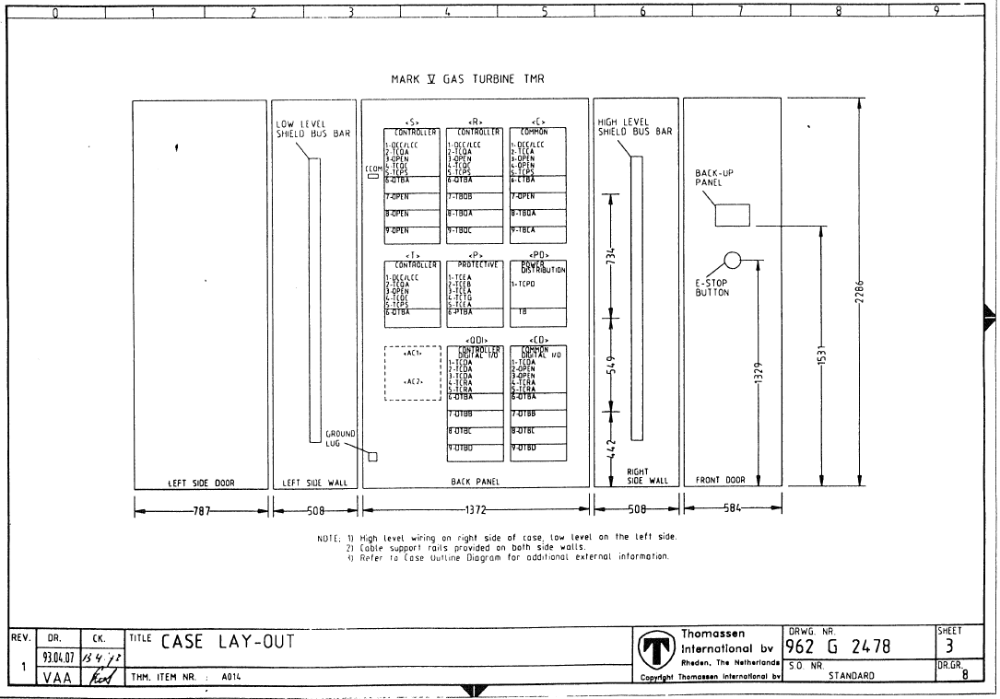 0 1 2 3 4 5 6 7 8 9
MARK V GAS TURBINE TMR
LOW LEVEL
SHIELD BUS BAR
CCOM
<S>
CONTROLLER
1-DCC/LCC
2-TCQA
3-OPEN
4-TCQC
5-TCPS
6-QTBA
7-OPEN
8-OPEN
9-OPEN
<R>
CONTROLLER
1-DCC/LCC
2-TCQA
3-OPEN
4-TCQC
5-TCPS
6-QTBA
7-TBQB
8-TBQA
9-TBQC
<C>
COMMON
1-DCC/LCC
2-TCCA
3-OPEN
4-OPEN
5-TCPS
6-CTBA
7-OPEN
8-TBQA
9-TBCA
<T>
CONTROLLER
1-DCC/LCC
2-TCQA
3-OPEN
4-TCQC
5-TCPS
6-QTBA
<P>
PROTECTIVE
1-TCEA
2-TCEB
3-TCEA
4-TCTG
5-TCEA
6-PTBA
<PD>
POWER
DISTRIBUTION
1-TCPD
TB
<AC1>
<AC2>
<QD1>
CONTROLLER
DIGITAL I/O
1-TCDA
2-TCDA
3-TCDA
4-TCRA
5-TCRA
6-DTBA
7-DTBB
8-DTBC
9-DTBD
<CD>
COMMON
DIGITAL I/O
1-TCDA
2-OPEN
3-OPEN
4-TCRA
5-TCRA
6-DTBA
7-DTBB
8-DTBC
9-DTBD
GROUND
LUG
HIGH LEVEL
SHIELD BUS BAR
734
549
442
BACK-UP
PANEL
E-STOP
BUTTON
1329
1531
2286
LEFT SIDE DOOR
LEFT SIDE WALL
BACK PANEL
RIGHT
SIDE WALL
FRONT DOOR
787
508
1372
508
584
NOTE: 1) High level wiring on right side of case, low level on the left side.
2) Cable support rails provided on both side walls.
3) Refer to Case Outline Diagram for additional external information.
REV.
1
DR.
93.04.07
VAA
CK.
TITLE CASE LAY-OUT
THM. ITEM NR. : A014
Thomassen
International bv
Rheden, The Netherlands
Copyright Thomassen International bv
DRWG. NR.
962 G 2478
S.O. NR.
STANDARD
SHEET
3
DR.GR.
8